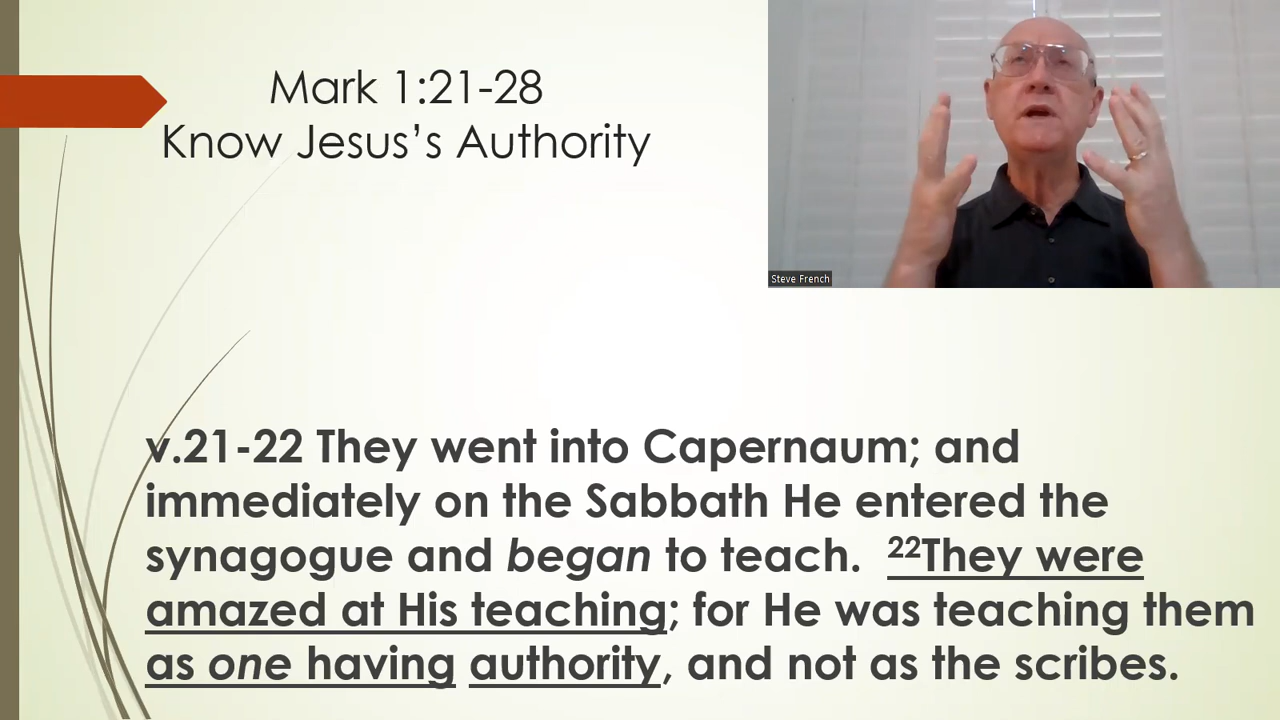 Mark 1:21-28
Know Jesus’s Authority
Steve French
v.21-22 They went into Capernaum; and
immediately on the Sabbath He entered the
synagogue and began to teach. 22They were
amazed at His teaching; for He was teaching them
as one having authority, and not as the scribes.